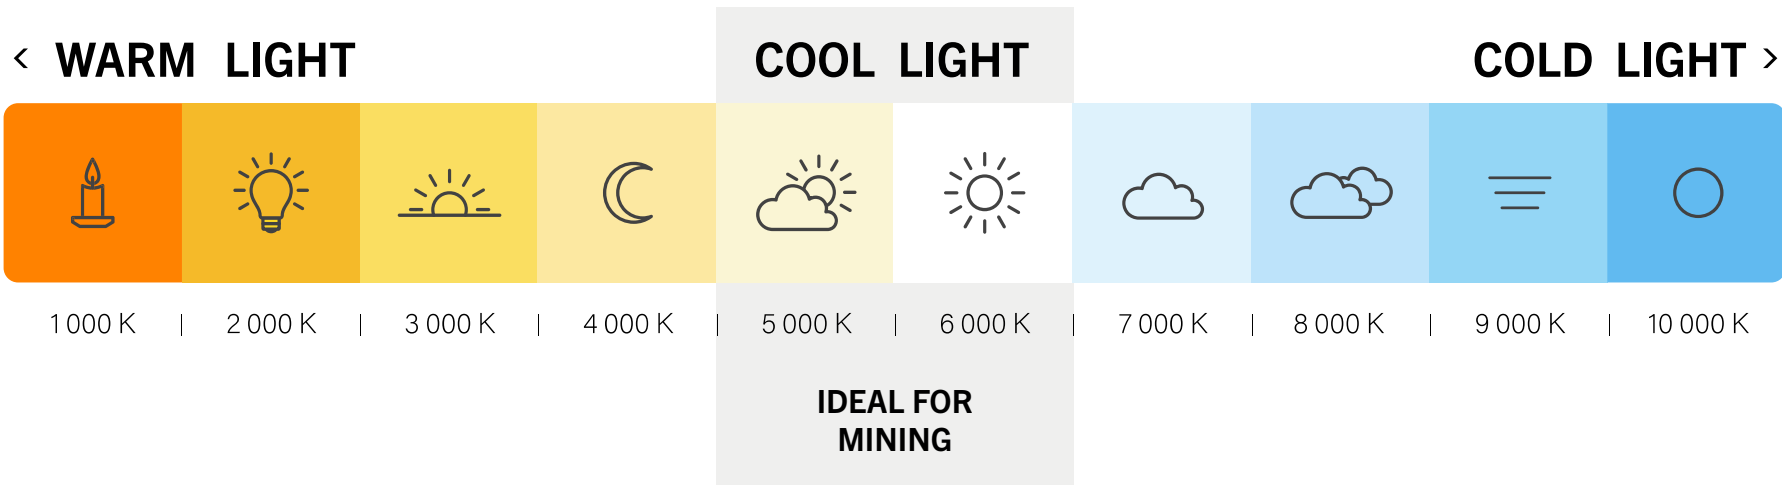 < WARM LIGHT
COOL LIGHT
COLD LIGHT >
1 000 K | 2 000 K | 3 000 K | 4 000 K | 5 000 K | 6 000 K | 7 000 K | 8 000 K | 9 000 K | 10 000 K
IDEAL FOR
MINING